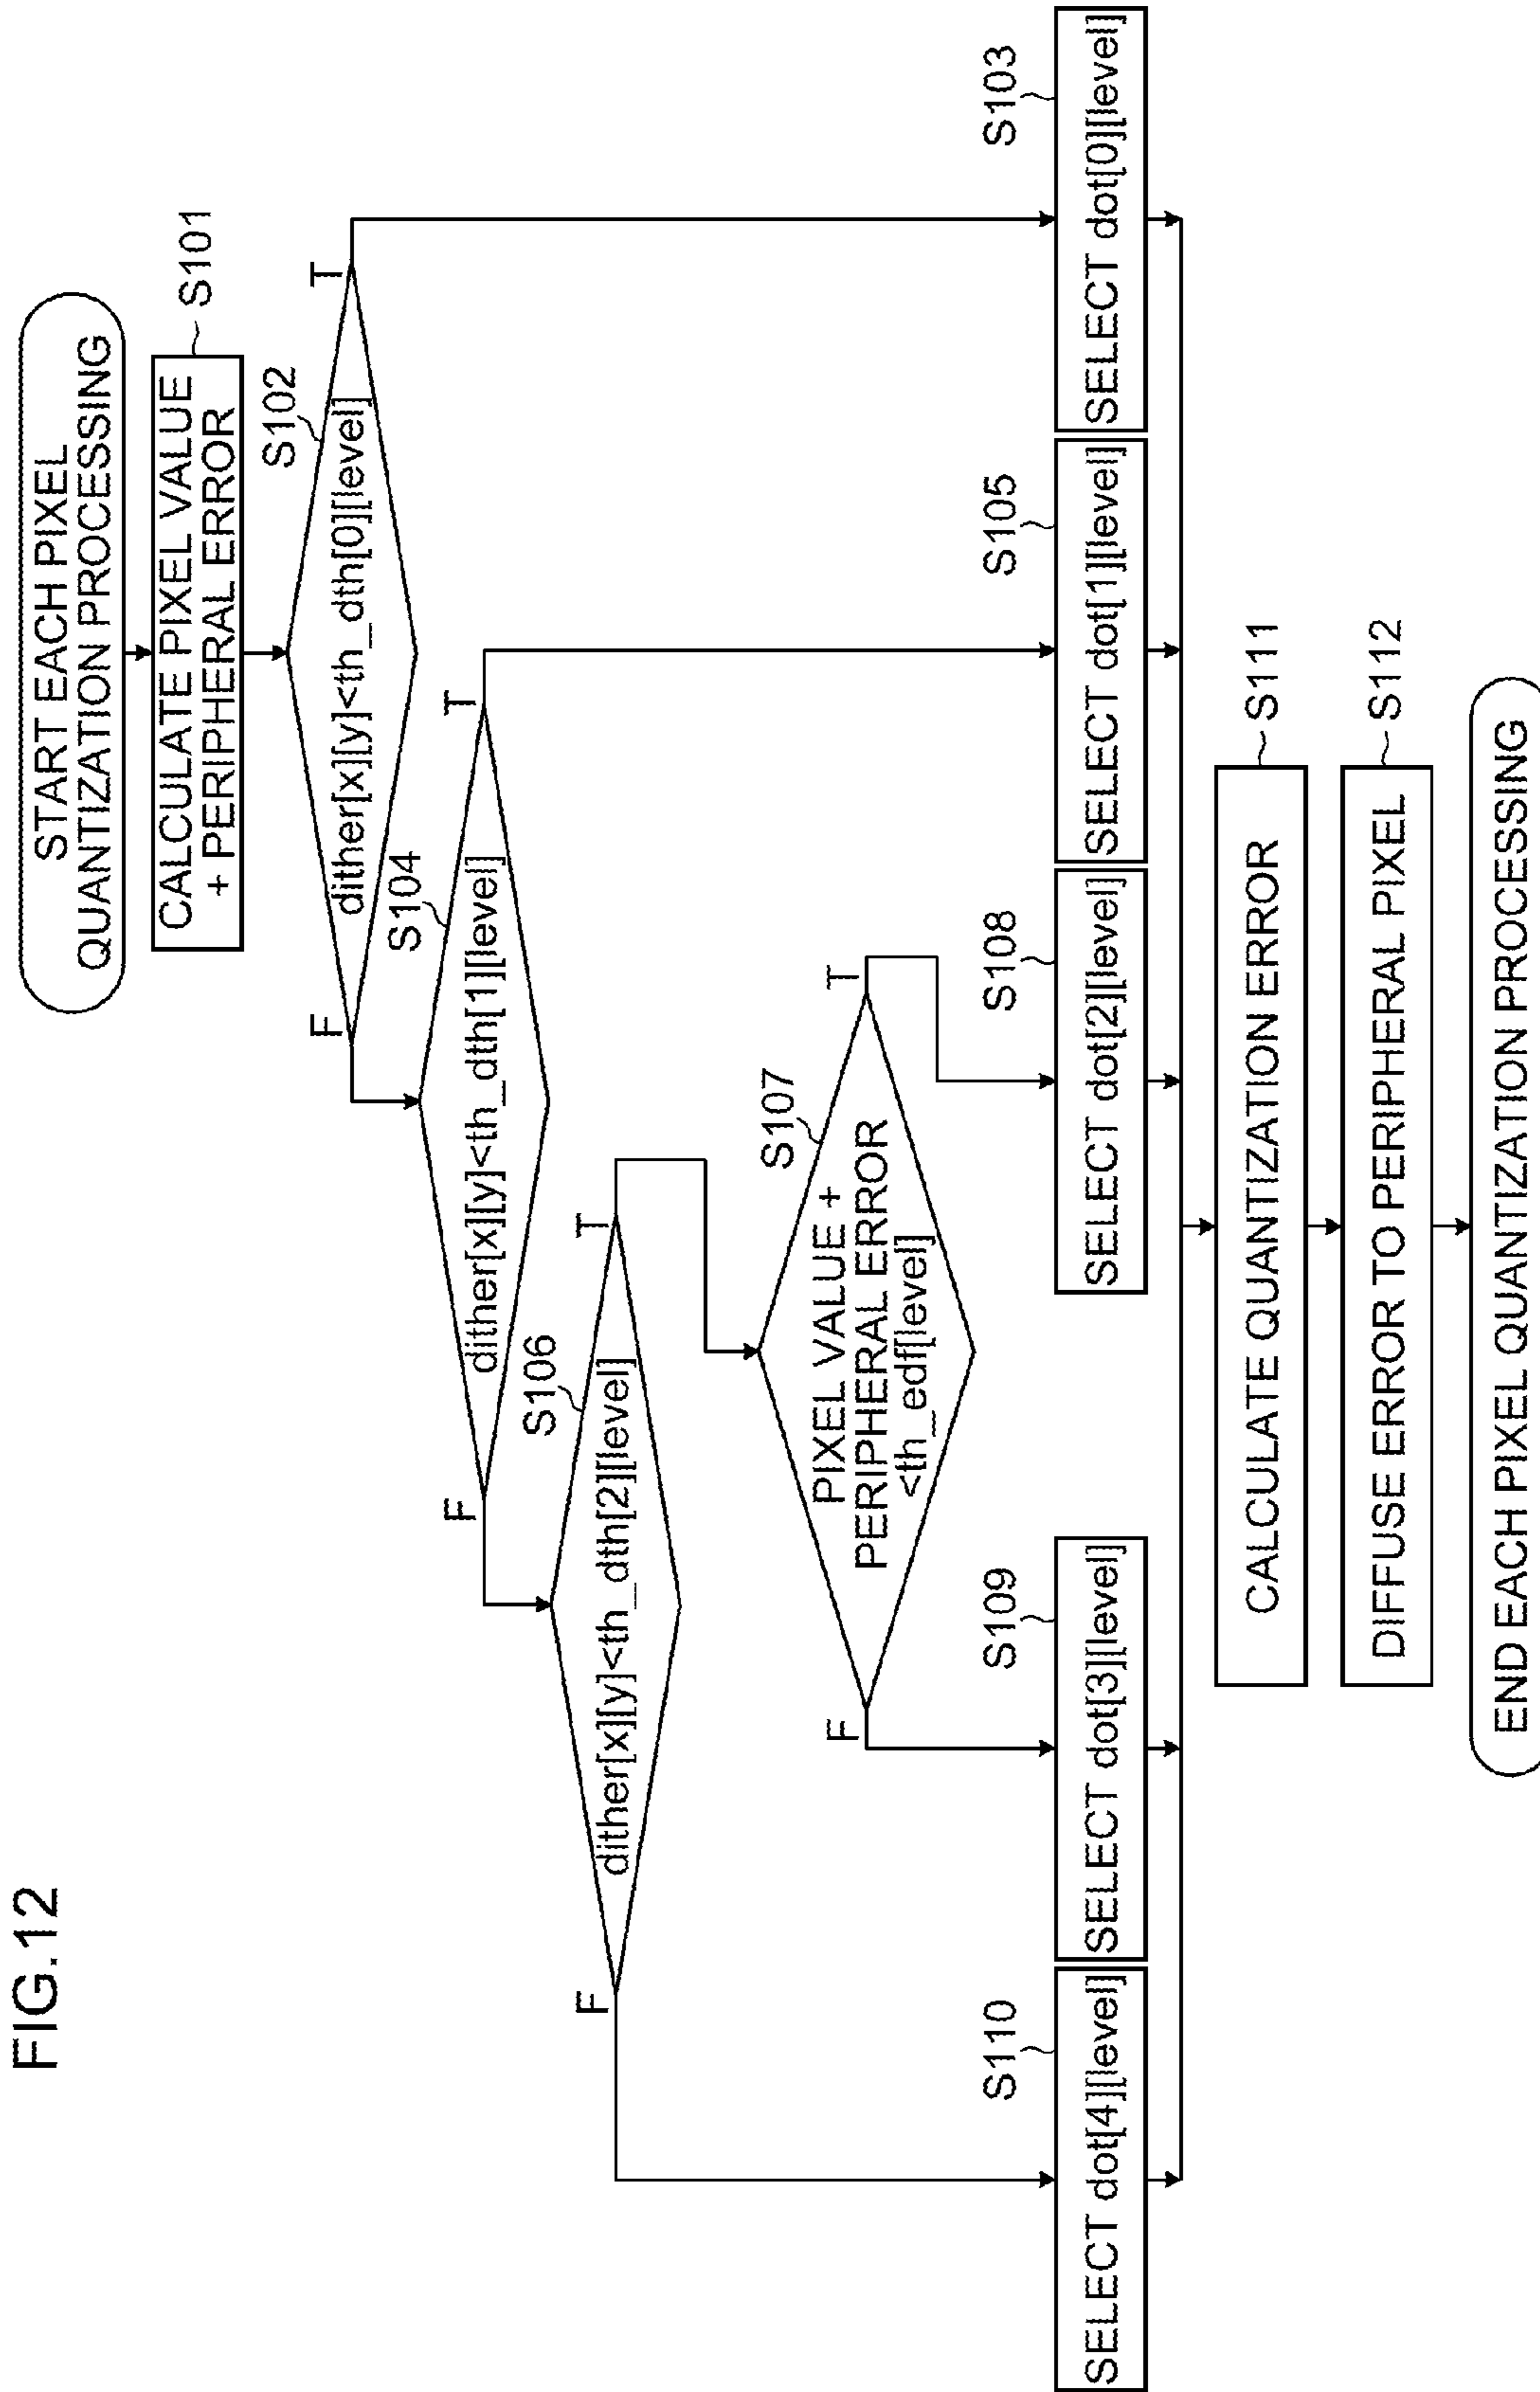 FIG.12
START EACH PIXEL
QUANTIZATION PROCESSING
CALCULATE PIXEL VALUE
+ PERIPHERAL ERROR
S101
S102
dither[x][y]<th_dth[0][level]
F
T
S104
dither[x][y]<th_dth[1][level]
F
T
S106
dither[x][y]<th_dth[2][level]
F
T
S107
PIXEL VALUE +
PERIPHERAL ERROR
<th_edf[level]
F
T
S110
SELECT dot[4][level]
S109
SELECT dot[3][level]
S108
SELECT dot[2][level]
S105
SELECT dot[1][level]
S103
SELECT dot[0][level]
CALCULATE QUANTIZATION ERROR
S111
DIFFUSE ERROR TO PERIPHERAL PIXEL
S112
END EACH PIXEL QUANTIZATION PROCESSING